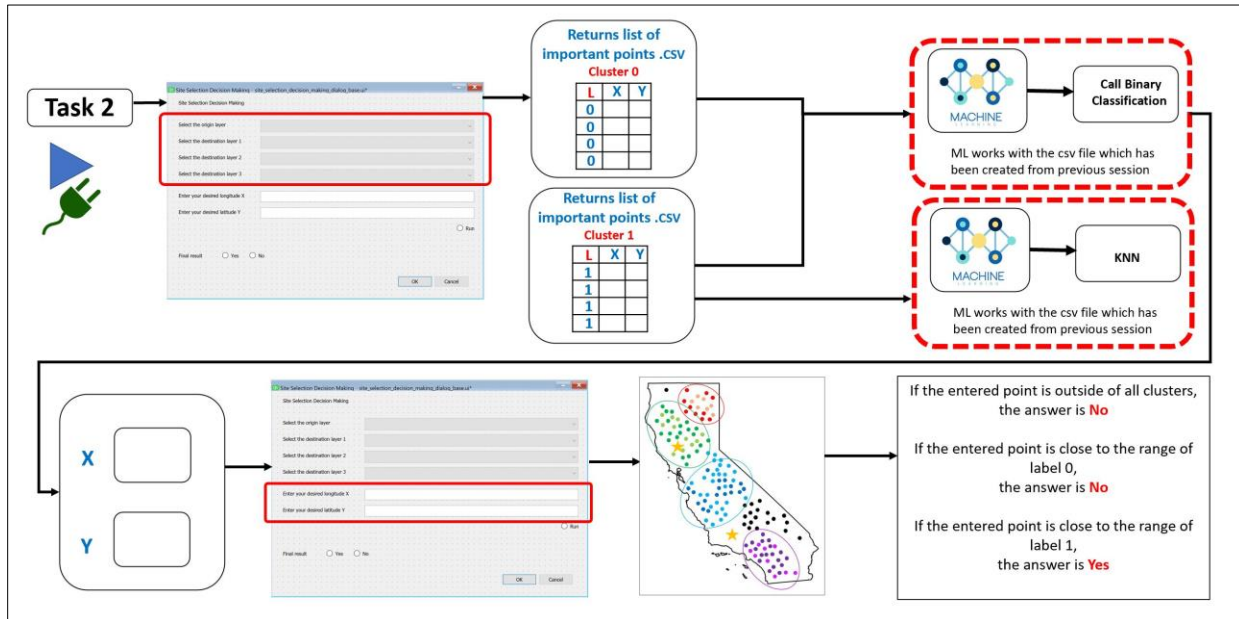 Task 2
Site Selection Decision Making - site_selection_decision_making_dialog_base.ui*
Site Selection Decision Making
Select the origin layer
Select the destination layer 1
Select the destination layer 2
Select the destination layer 3
Enter your desired longitude X
Enter your desired latitude Y
Run
Final result Yes No
OK Cancel
Returns list of
important points .CSV
Cluster 0
L X Y
0
0
0
0
Returns list of
important points .CSV
Cluster 1
L X Y
1
1
1
1
MACHINE
LEARNING
Call Binary
Classification
ML works with the csv file which has
been created from previous session
MACHINE
LEARNING
KNN
ML works with the csv file which has
been created from previous session
X
Y
Site Selection Decision Making - site_selection_decision_making_dialog_base.ui*
Site Selection Decision Making
Select the origin layer
Select the destination layer 1
Select the destination layer 2
Select the destination layer 3
Enter your desired longitude X
Enter your desired latitude Y
Run
Final result Yes No
OK Cancel
If the entered point is outside of all clusters,
the answer is No
If the entered point is close to the range of
label 0,
the answer is No
If the entered point is close to the range of
label 1,
the answer is Yes